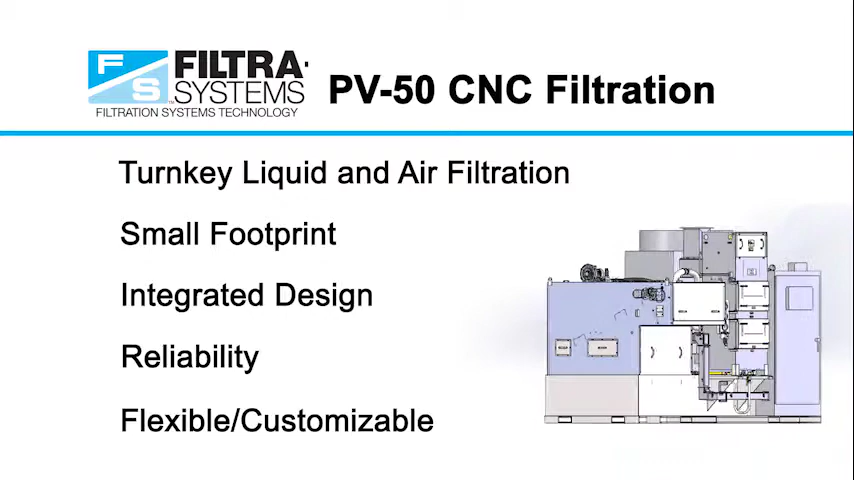 FS
FILTRA
SYSTEMS
FILTRATION SYSTEMS TECHNOLOGY
PV-50 CNC Filtration
Turnkey Liquid and Air Filtration
Small Footprint
Integrated Design
Reliability
Flexible/Customizable